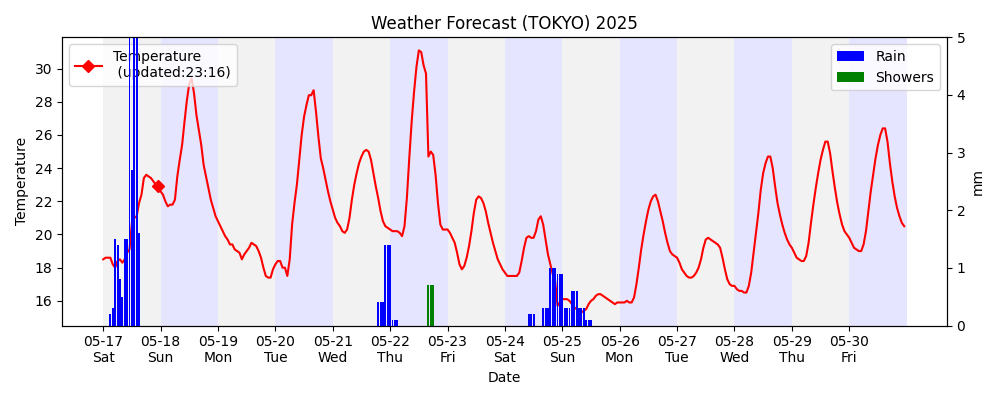 Weather Forecast (TOKYO) 2025
Temperature
(updated:23:16)
Rain
Showers
Temperature
30
28
26
24
22
20
18
16
5
4
3
2
1
0
mm
05-17 05-18 05-19 05-20 05-21 05-22 05-23 05-24 05-25 05-26 05-27 05-28 05-29 05-30
Sat Sun Mon Tue Wed Thu Fri Sat Sun Mon Tue Wed Thu Fri
Date